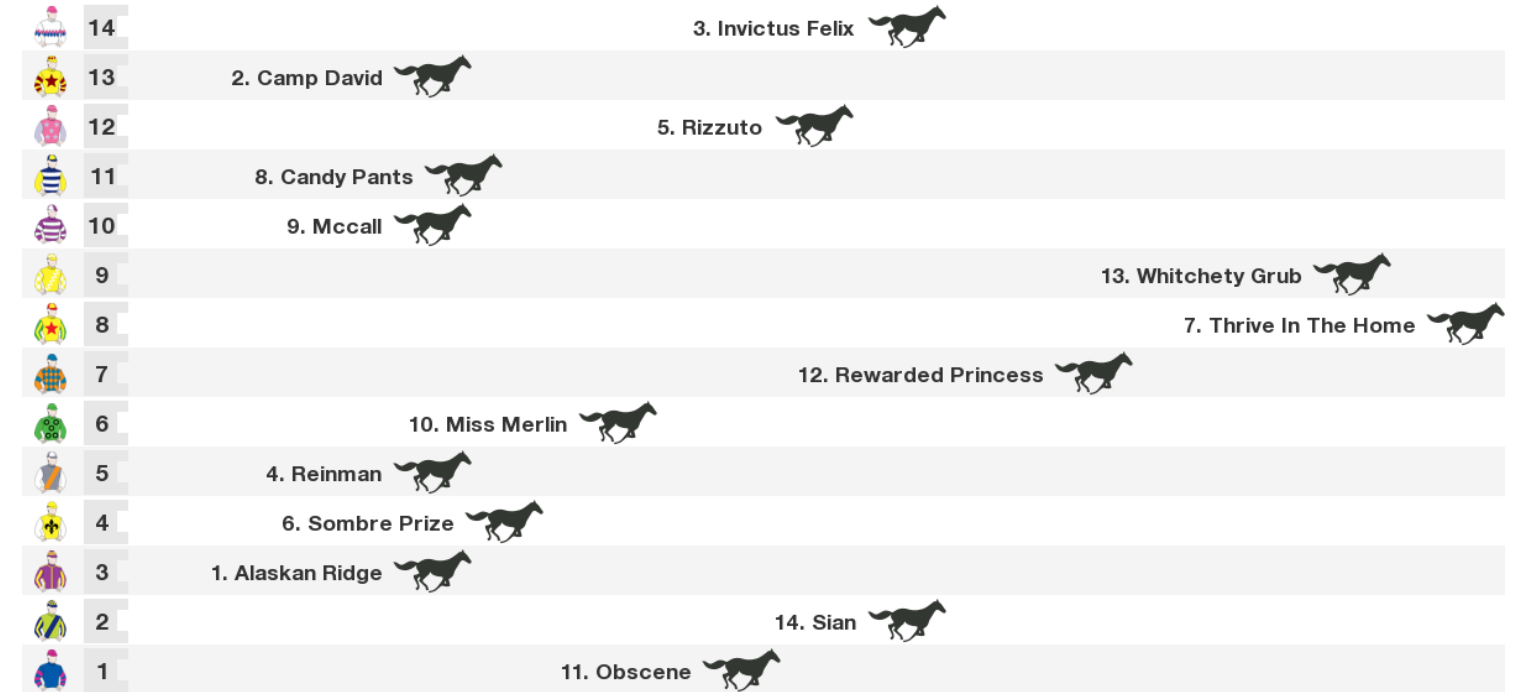 14 3. Invictus Felix
13 2. Camp David
12 5. Rizzuto
11 8. Candy Pants
10 9. Mccall
9 13. Whitchety Grub
8 7. Thrive In The Home
7 12. Rewarded Princess
6 10. Miss Merlin
5 4. Reinman
4 6. Sombre Prize
3 1. Alaskan Ridge
2 14. Sian
1 11. Obscene